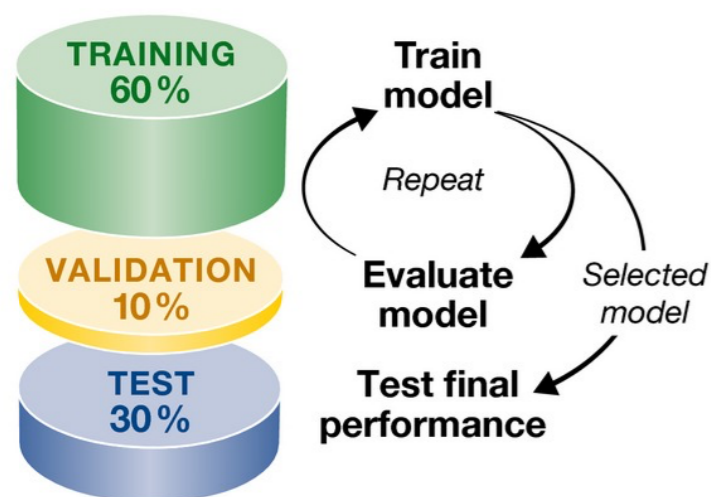 TRAINING
60%
VALIDATION
10%
TEST
30%
Train
model
Repeat
Evaluate
model
Selected
model
Test final
performance